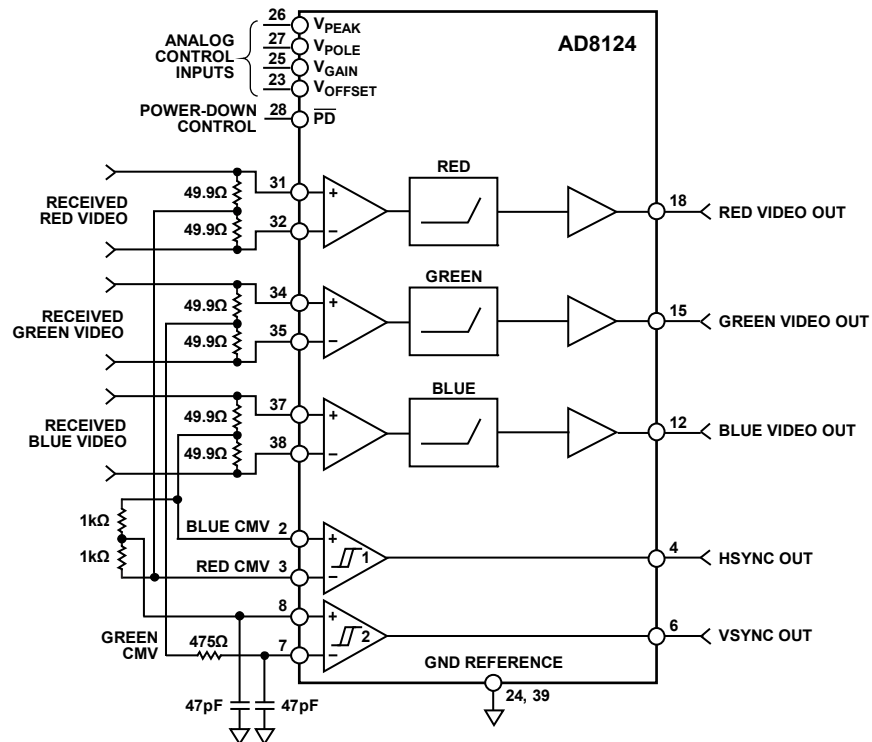 AD8124
ANALOG
CONTROL
INPUTS
26
VPEAK
27
VPOLE
25
VGAIN
23
VOFFSET
POWER-DOWN
CONTROL
28
PD
RECEIVED
RED VIDEO
49.9Ω
49.9Ω
31
+
32
–
RED
18
RED VIDEO OUT
RECEIVED
GREEN VIDEO
49.9Ω
49.9Ω
34
+
35
–
GREEN
15
GREEN VIDEO OUT
RECEIVED
BLUE VIDEO
49.9Ω
49.9Ω
37
+
38
–
BLUE
12
BLUE VIDEO OUT
1kΩ
1kΩ
BLUE CMV
2
+
RED CMV
3
–
1
4
HSYNC OUT
8
+
GREEN
CMV
475Ω
7
–
2
6
VSYNC OUT
47pF
47pF
GND REFERENCE
24, 39